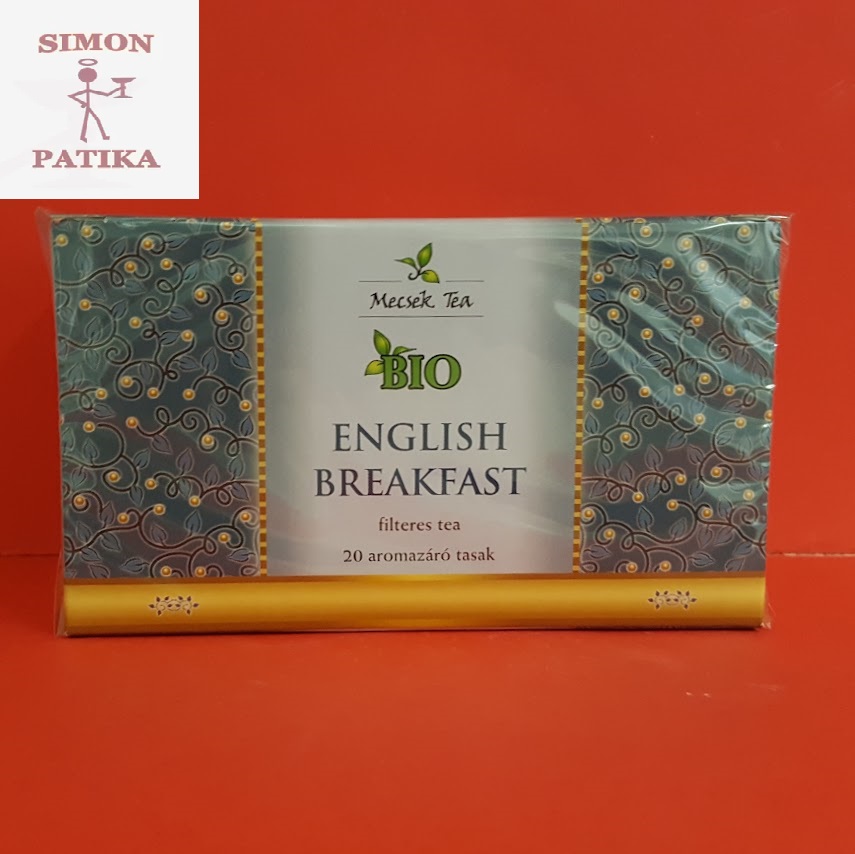 SIMON
PATIKA
Mecsek Tea
BIO
ENGLISH
BREAKFAST
filteres tea
20 aromazáró tasak